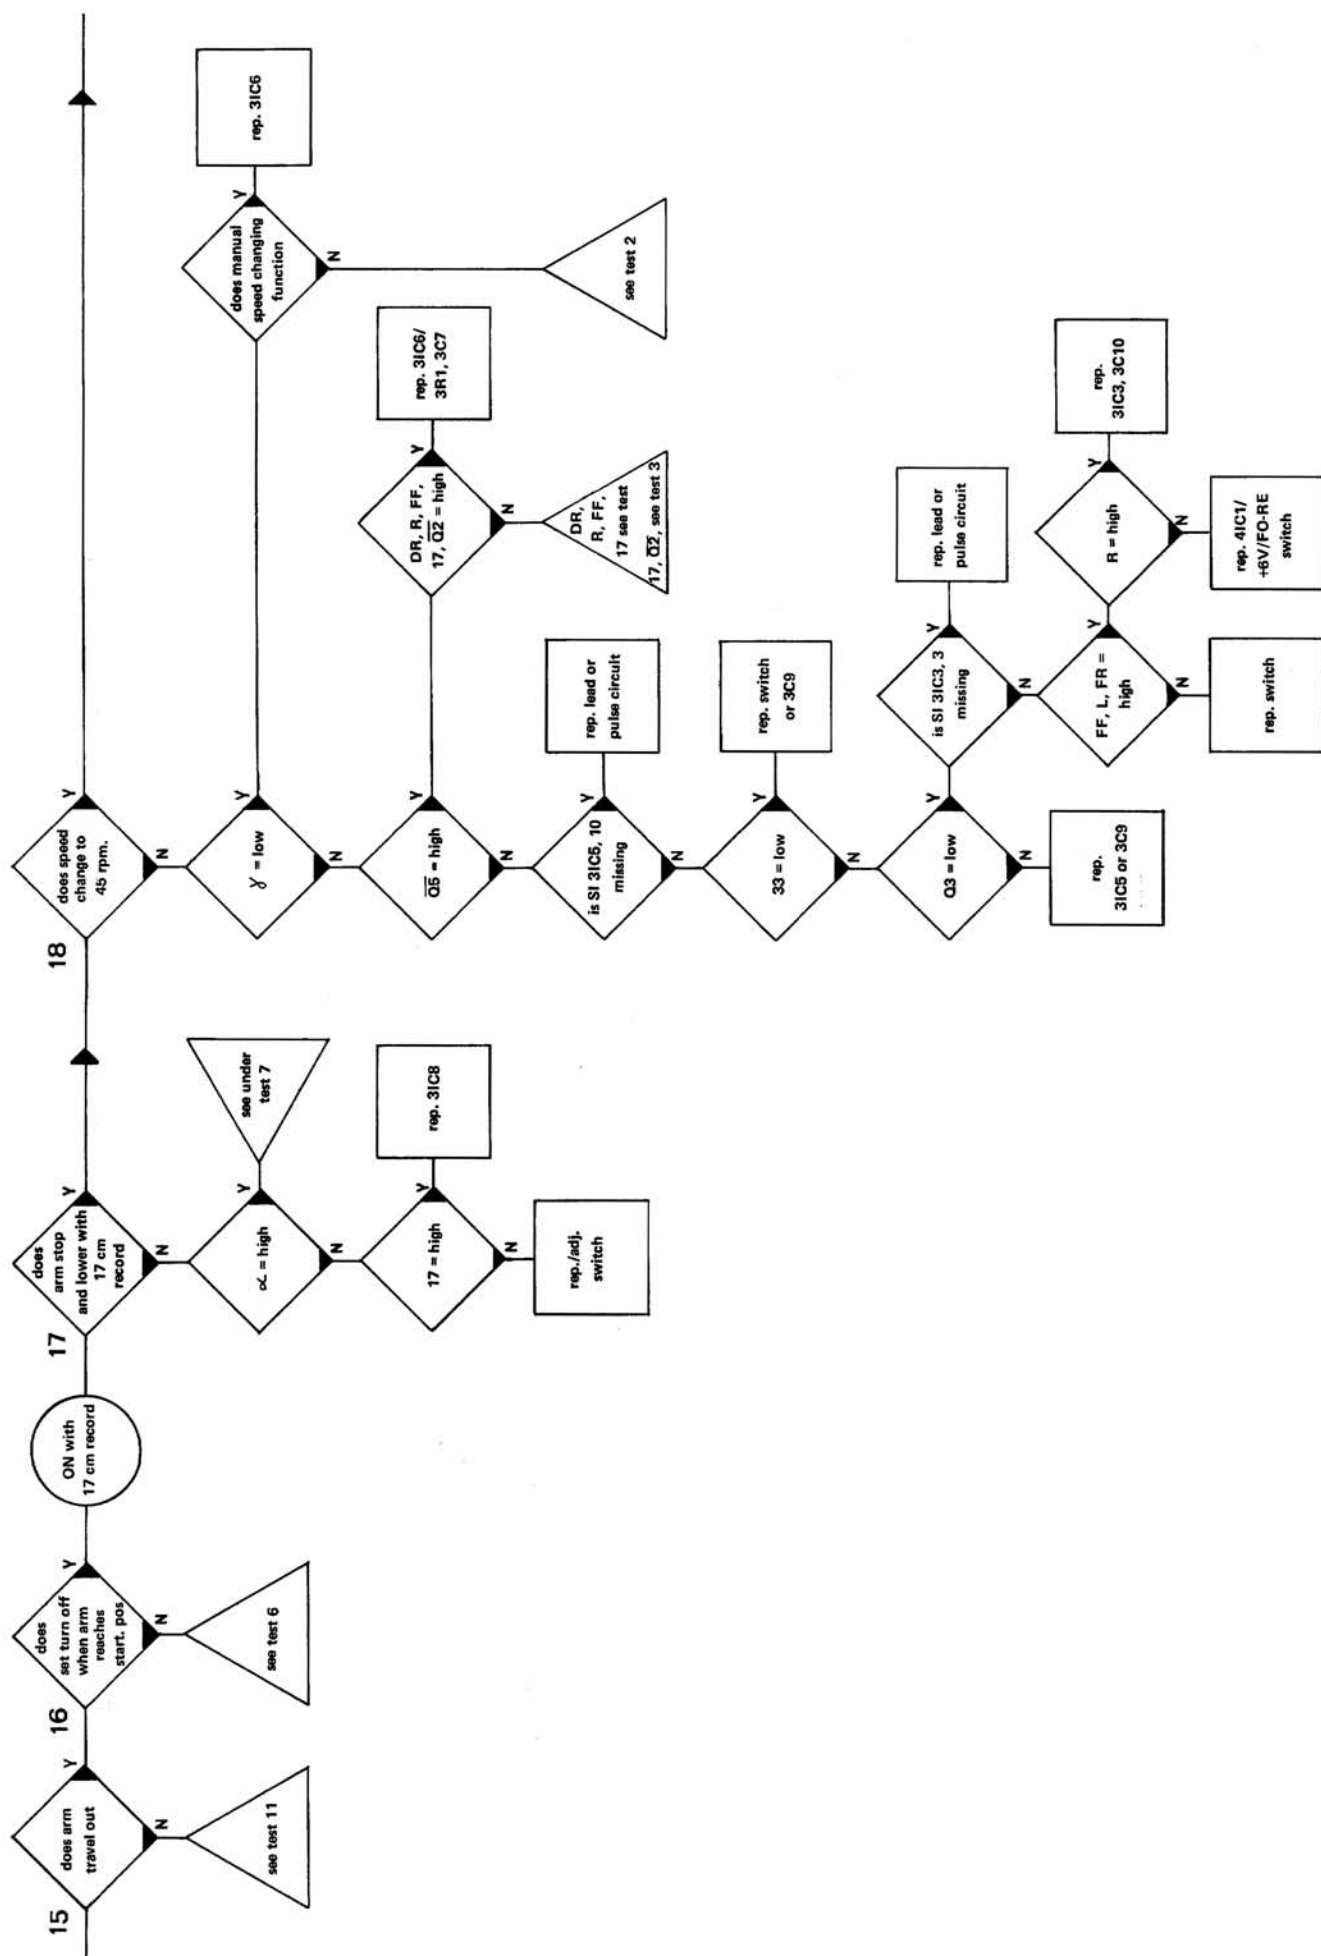 15
does arm
travel out
Y
N
see test 11
16
does
set turn off
when arm
reaches
start. pos
Y
N
see test 6
ON with
17 cm record
17
does
arm stop
and lower with
17 cm
record
Y
N
α = high
Y
see under
test 7
N
17 = high
Y
rep. 3IC8
N
rep./adj.
switch
18
does speed
change to
45 rpm.
Y
N
γ = low
Y
does manual
speed changing
function
Y
rep. 3IC6
N
see test 2
N
Q̅5̅ = high
Y
DR, R, FF,
17, Q̅2̅ = high
Y
rep. 3IC6/
3R1, 3C7
N
DR,
R, FF,
17 see test
17, Q̅2̅, see test 3
N
is SI 3IC5, 10
missing
Y
rep. lead or
pulse circuit
N
33 = low
Y
rep. switch
or 3C9
N
Q3 = low
Y
is SI 3IC3, 3
missing
Y
rep. lead or
pulse circuit
N
FF, L, FR =
high
Y
R = high
Y
rep.
3IC3, 3C10
N
rep. 4IC1/
+6V/FO-RE
switch
N
rep. switch
N
rep.
3IC5 or 3C9